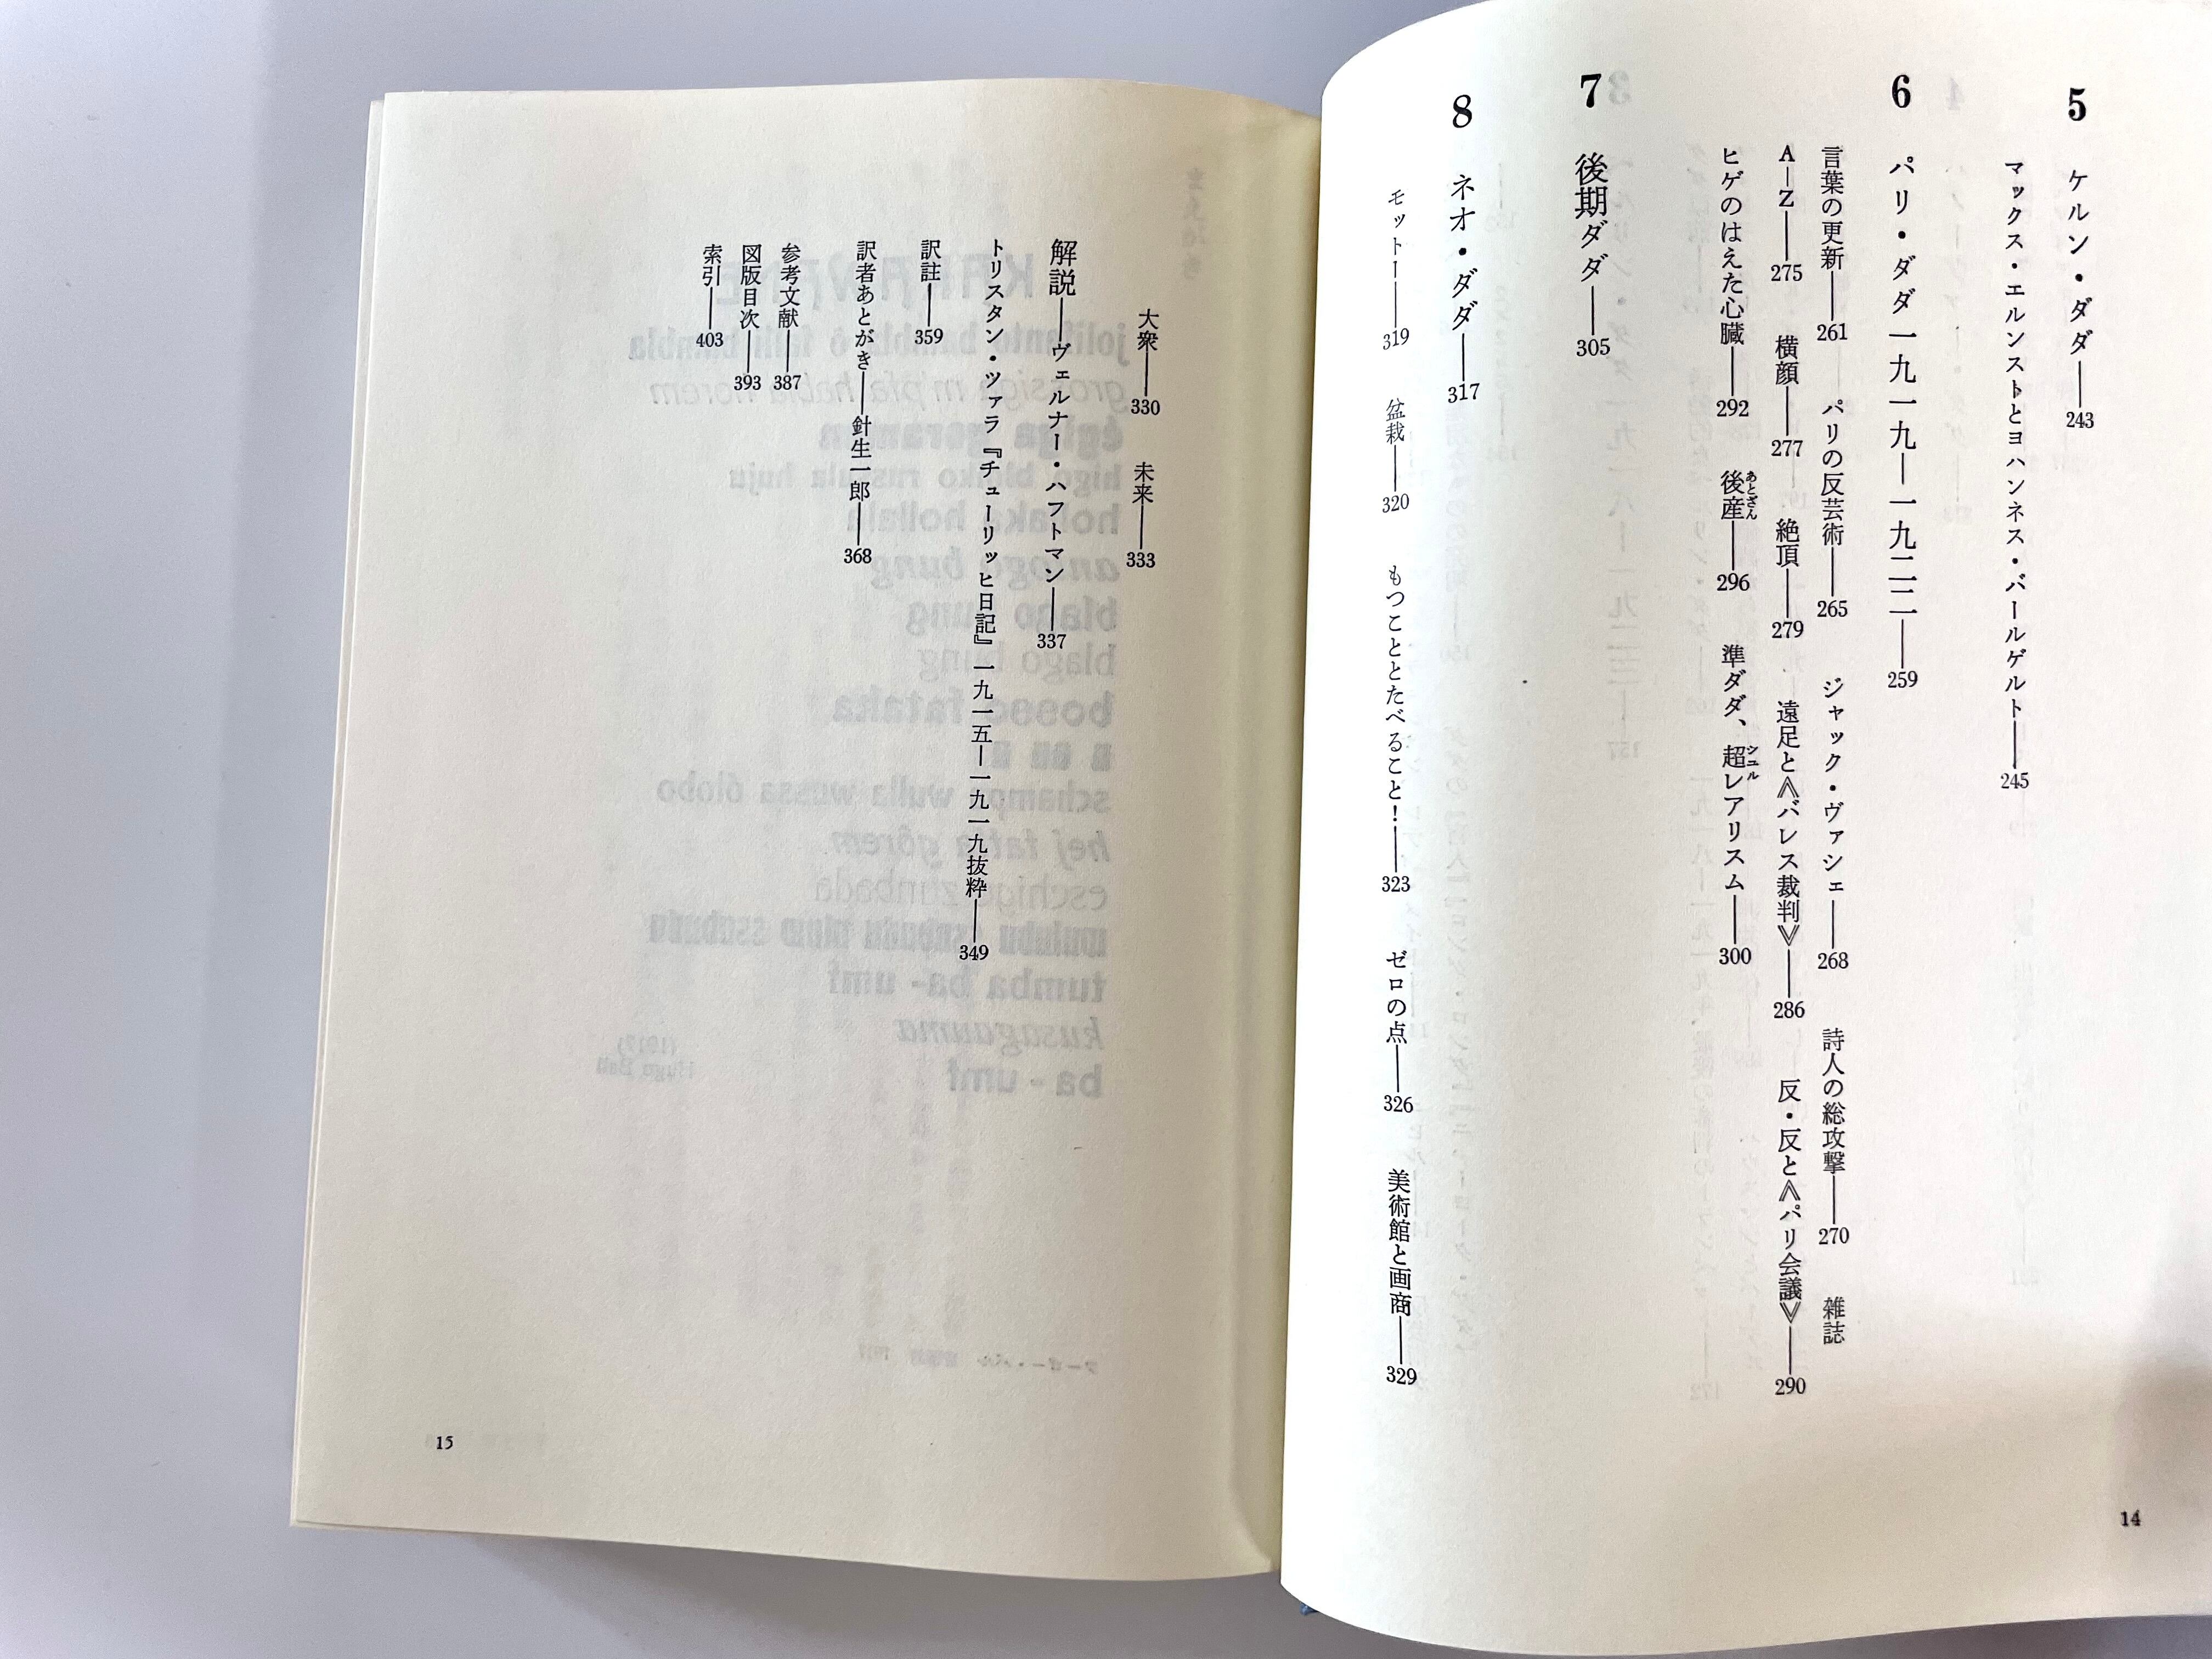 5 ケルン・ダダ——243
マックス・エルンストとヨハンネス・バールゲルト——245
6 パリ・ダダ一九一九—一九二二——259
言葉の更新——261 パリの反芸術——265 ジャック・ヴァシェ——268 詩人の総攻撃——270 雑誌
A—Z——275 横顔——277 絶頂——279 遠足と《バレス裁判》——286 反・反と《パリ会議》——290
ヒゲのはえた心臓——292 後産——296 準ダダ、超レアリスム——300
あとざん シュル
7 後期ダダ——305
8 ネオ・ダダ——317
モットー——319 盆栽——320 もつこととたべること！——323 ゼロの点——326 美術館と画商——329
14
大衆——330 未来——333
解説——ヴェルナー・ハフトマン——337
トリスタン・ツァラ『チューリッヒ日記』一九一五—一九一九抜粋——349
訳註——359
訳者あとがき——針生一郎——368
参考文献——387
図版目次——393
索引——403
15